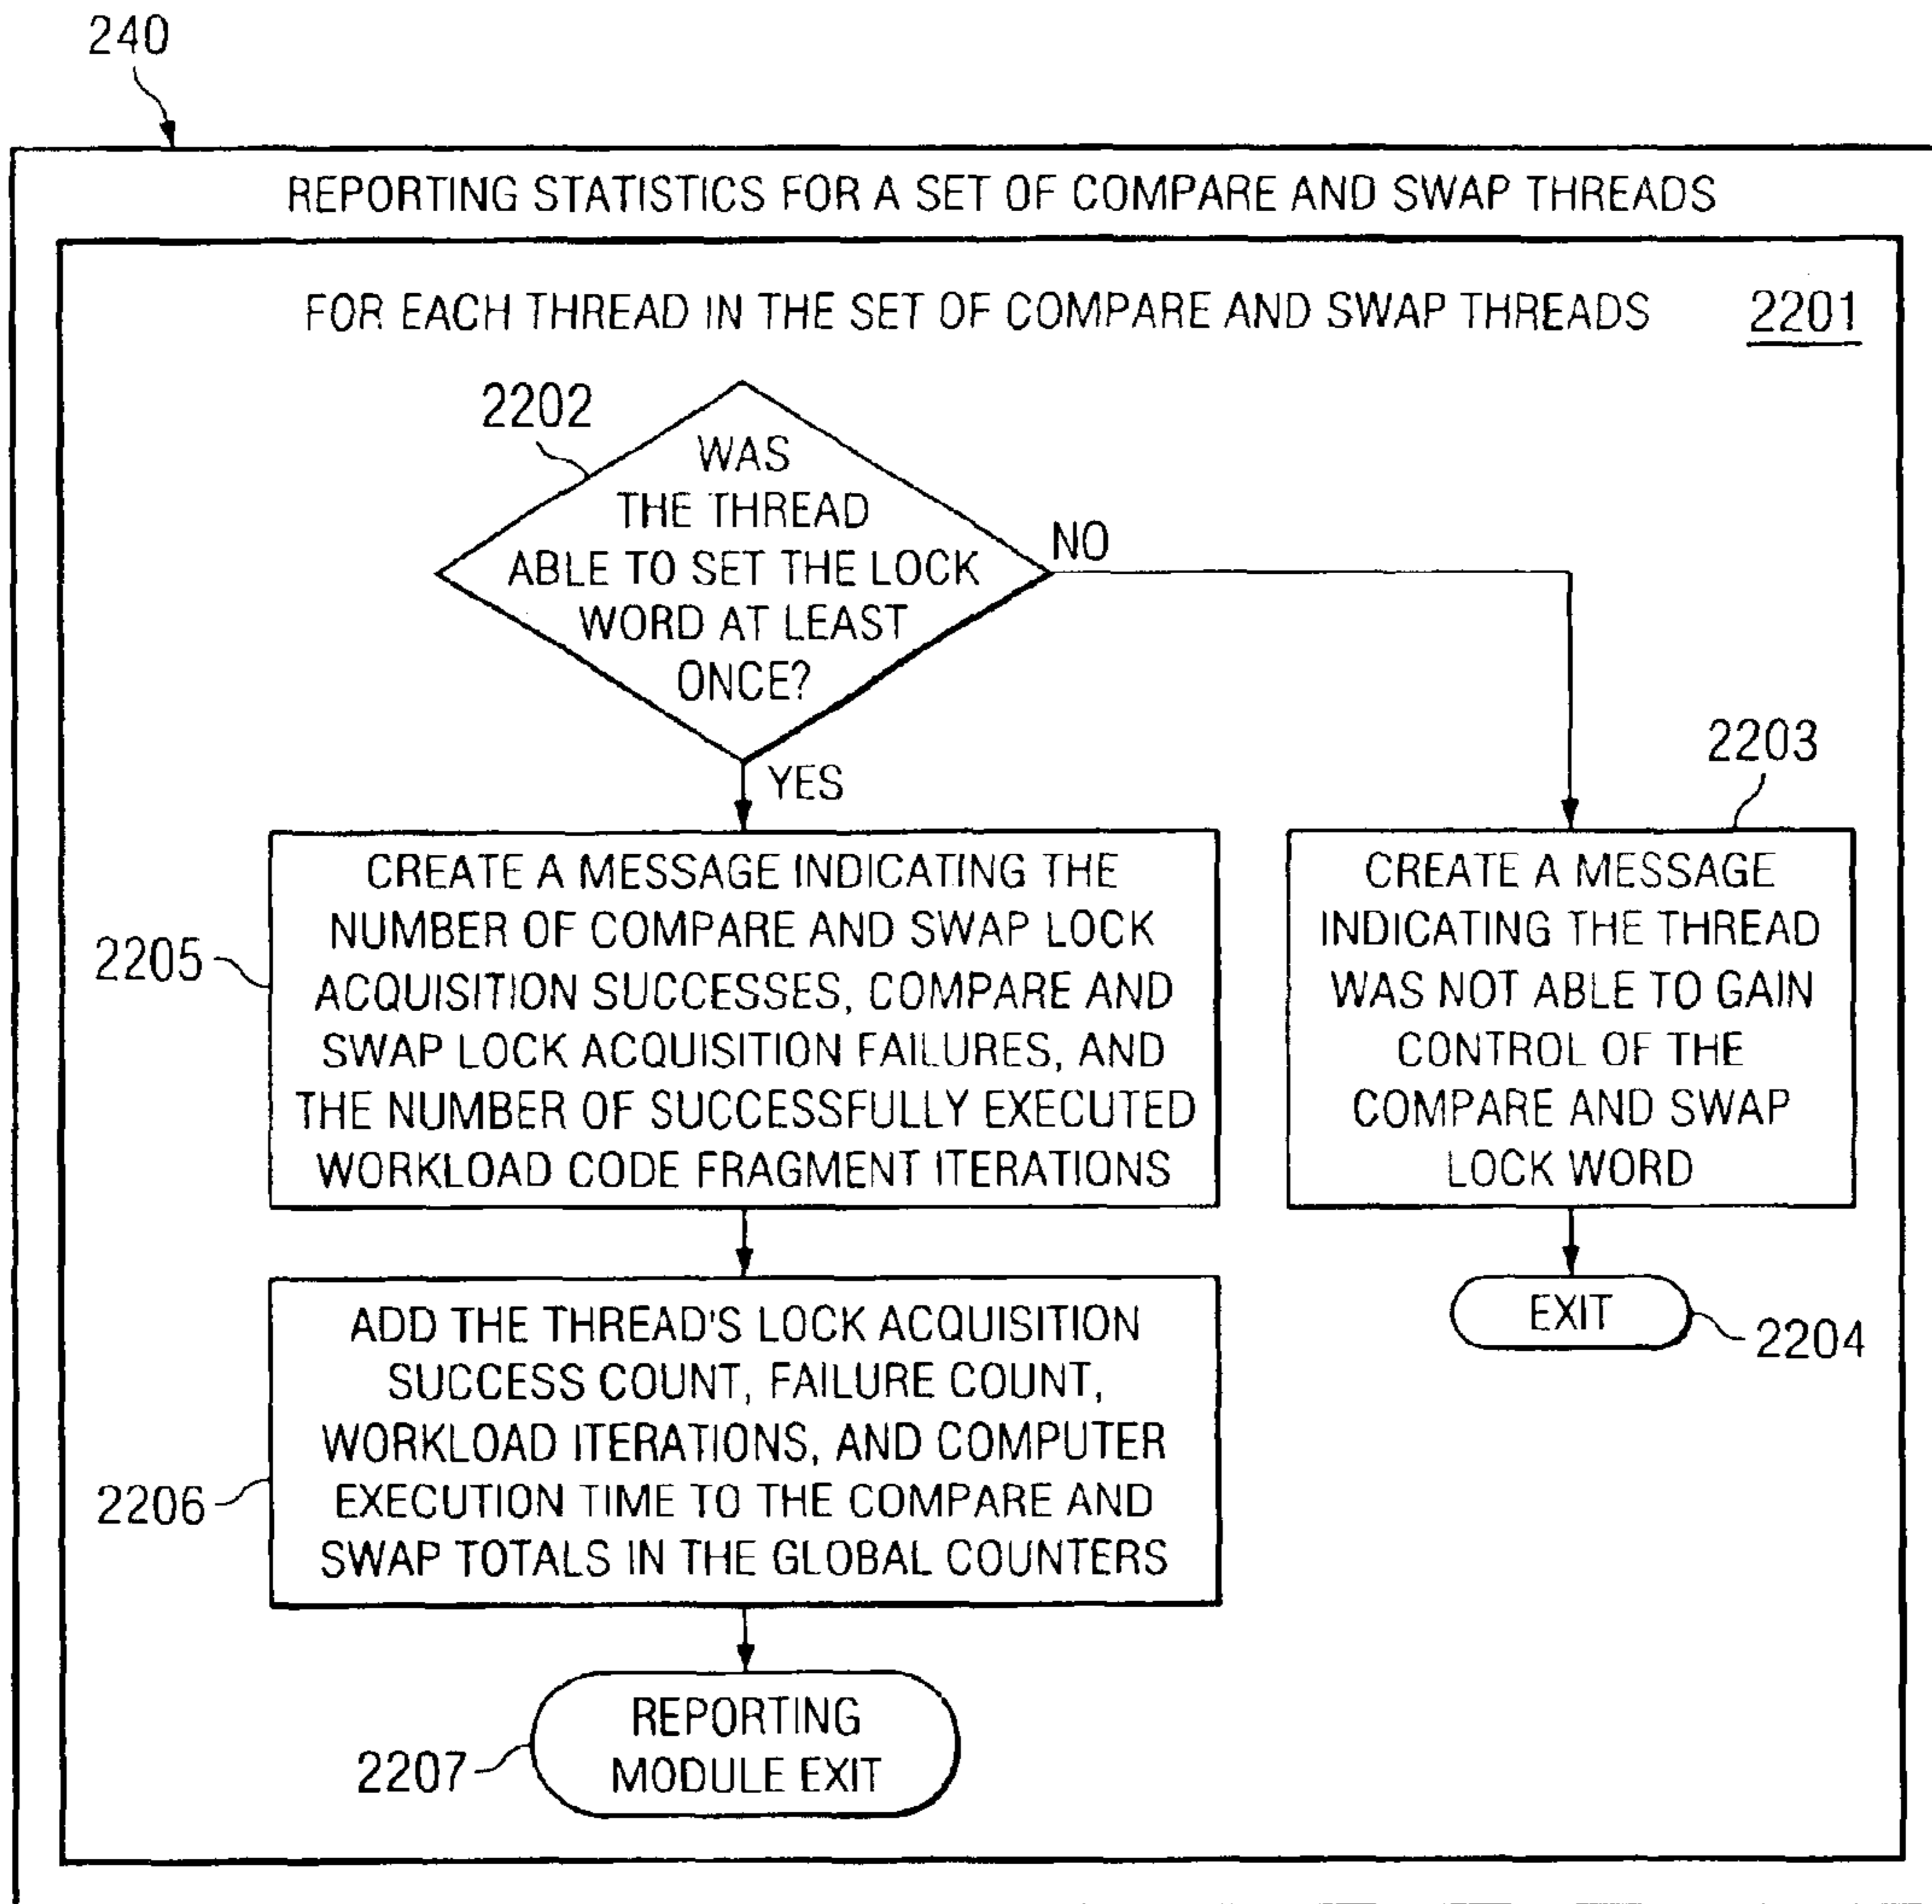 240
REPORTING STATISTICS FOR A SET OF COMPARE AND SWAP THREADS
FOR EACH THREAD IN THE SET OF COMPARE AND SWAP THREADS
2201
2202
WAS
THE THREAD
ABLE TO SET THE LOCK
WORD AT LEAST
ONCE?
NO
YES
2203
CREATE A MESSAGE
INDICATING THE THREAD
WAS NOT ABLE TO GAIN
CONTROL OF THE
COMPARE AND SWAP
LOCK WORD
EXIT
2204
2205
CREATE A MESSAGE INDICATING THE
NUMBER OF COMPARE AND SWAP LOCK
ACQUISITION SUCCESSES, COMPARE AND
SWAP LOCK ACQUISITION FAILURES, AND
THE NUMBER OF SUCCESSFULLY EXECUTED
WORKLOAD CODE FRAGMENT ITERATIONS
2206
ADD THE THREAD'S LOCK ACQUISITION
SUCCESS COUNT, FAILURE COUNT,
WORKLOAD ITERATIONS, AND COMPUTER
EXECUTION TIME TO THE COMPARE AND
SWAP TOTALS IN THE GLOBAL COUNTERS
2207
REPORTING
MODULE EXIT